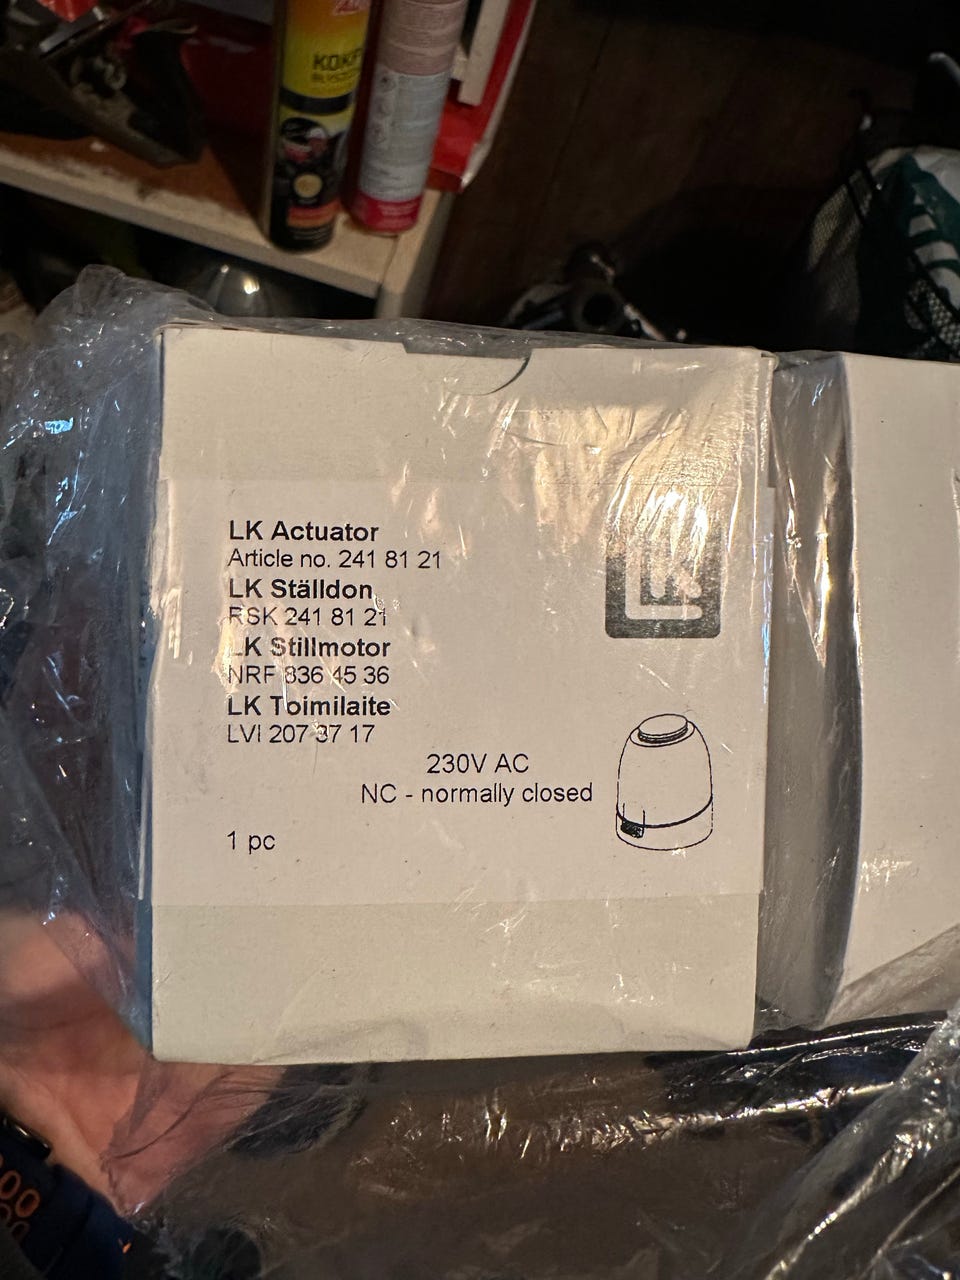 LK Actuator
Article no. 241 81 21
LK Ställdon
RSK 241 81 21
LK Stillmotor
NRF 836 45 36
LK Toimilaite
LVI 207 37 17
230V AC
NC - normally closed
1 pc
LK